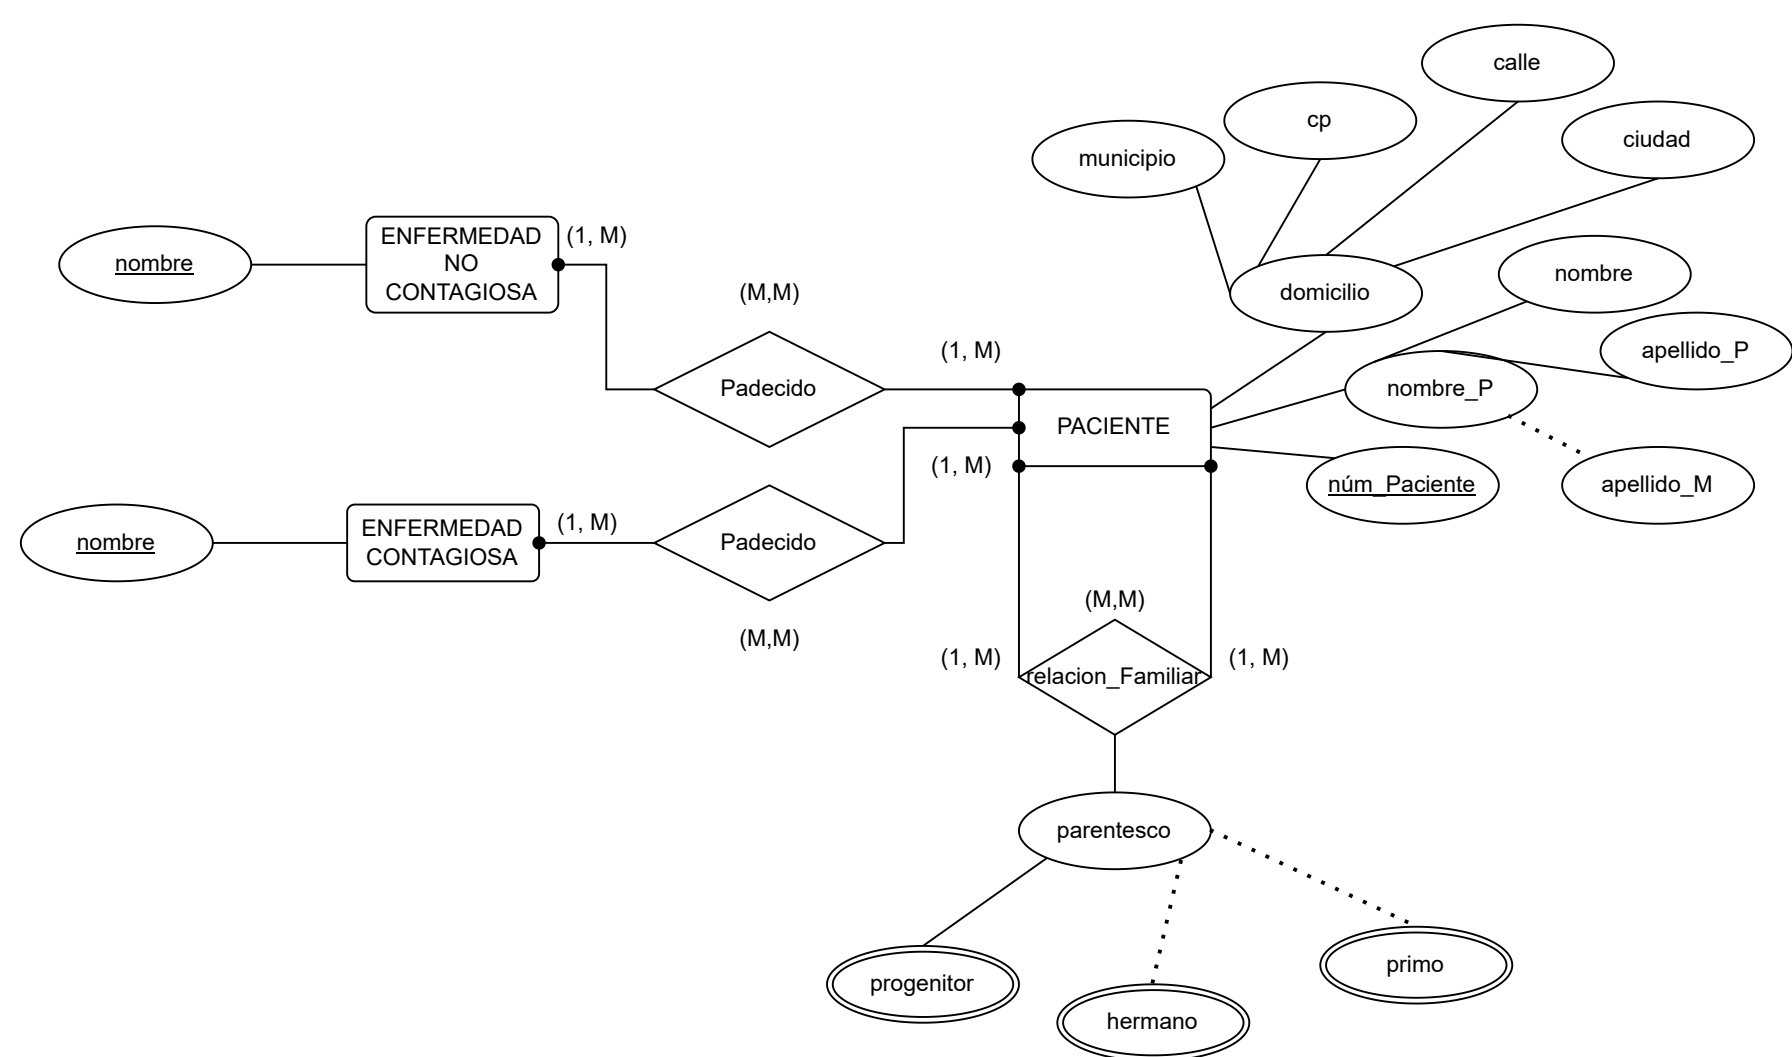 calle
cp
ciudad
municipio
nombre
ENFERMEDAD
NO
CONTAGIOSA
(1, M)
nombre
(M,M)
domicilio
(1, M)
apellido_P
Padecido
nombre_P
PACIENTE
(1, M)
núm_Paciente
apellido_M
nombre
ENFERMEDAD
CONTAGIOSA
(1, M)
Padecido
(M,M)
(M,M)
(1, M)
relacion_Familiar
(1, M)
parentesco
progenitor
primo
hermano